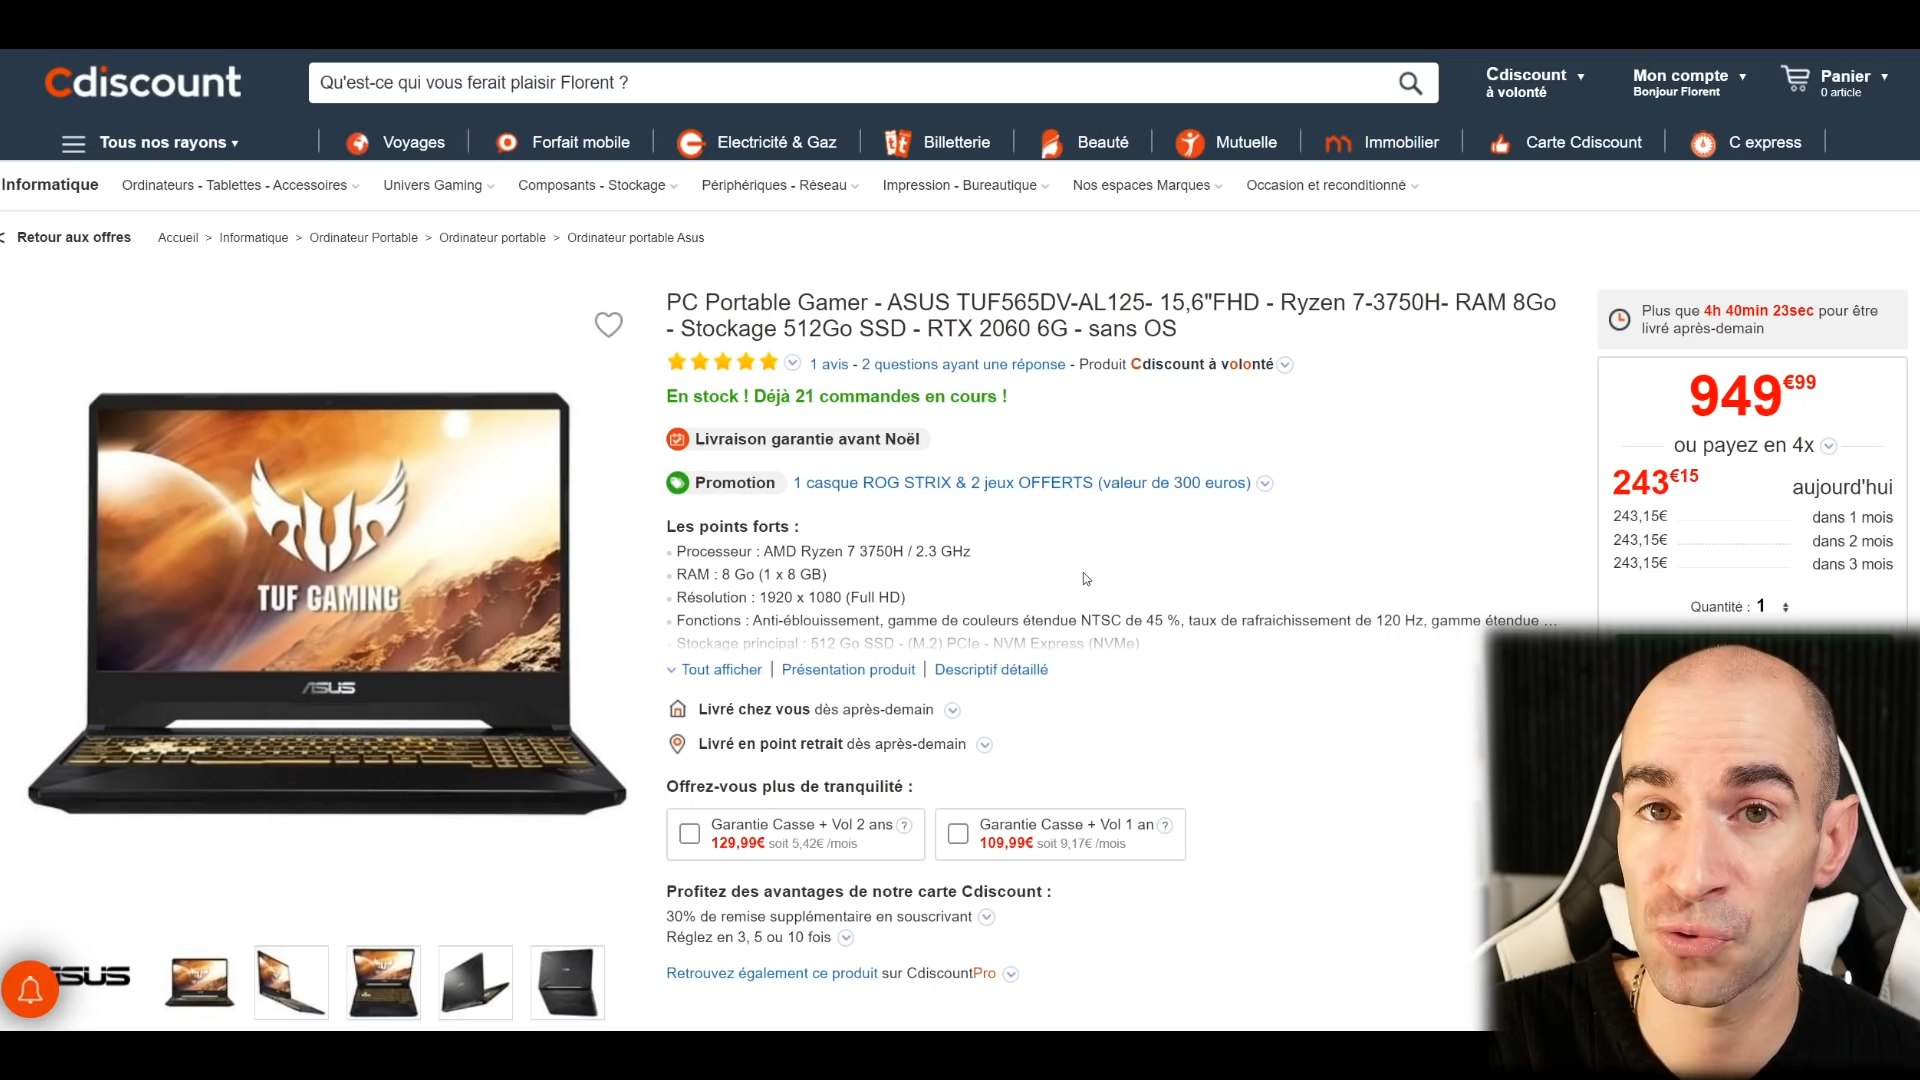 Cdiscount
Qu'est-ce qui vous ferait plaisir Florent ?
Cdiscount
à volonté
Mon compte
Bonjour Florent
Panier
0 article
Tous nos rayons
Voyages
Forfait mobile
Electricité & Gaz
Billetterie
Beauté
Mutuelle
Immobilier
Carte Cdiscount
C express
Informatique
Ordinateurs - Tablettes - Accessoires
Univers Gaming
Composants - Stockage
Périphériques - Réseau
Impression - Bureautique
Nos espaces Marques
Occasion et reconditionné
< Retour aux offres
Accueil > Informatique > Ordinateur Portable > Ordinateur portable > Ordinateur portable Asus
PC Portable Gamer - ASUS TUF565DV-AL125- 15,6"FHD - Ryzen 7-3750H- RAM 8Go
- Stockage 512Go SSD - RTX 2060 6G - sans OS
1 avis - 2 questions ayant une réponse - Produit Cdiscount à volonté
En stock ! Déjà 21 commandes en cours !
Livraison garantie avant Noël
Promotion
1 casque ROG STRIX & 2 jeux OFFERTS (valeur de 300 euros)
Les points forts :
Processeur : AMD Ryzen 7 3750H / 2.3 GHz
RAM : 8 Go (1 x 8 GB)
Résolution : 1920 x 1080 (Full HD)
Fonctions : Anti-éblouissement, gamme de couleurs étendue NTSC de 45 %, taux de rafraichissement de 120 Hz, gamme étendue ...
Stockage principal : 512 Go SSD - (M.2) PCIe - NVM Express (NVMe)
Tout afficher | Présentation produit | Descriptif détaillé
Livré chez vous dès après-demain
Livré en point retrait dès après-demain
Offrez-vous plus de tranquilité :
Garantie Casse + Vol 2 ans ?
129,99€ soit 5,42€ /mois
Garantie Casse + Vol 1 an ?
109,99€ soit 9,17€ /mois
Profitez des avantages de notre carte Cdiscount :
30% de remise supplémentaire en souscrivant
Réglez en 3, 5 ou 10 fois
Retrouvez également ce produit sur CdiscountPro
Plus que 4h 40min 23sec pour être
livré après-demain
949€99
ou payez en 4x
243€15 aujourd'hui
243,15€ dans 1 mois
243,15€ dans 2 mois
243,15€ dans 3 mois
Quantité : 1
TUF
TUF GAMING
ASUS
ASUS